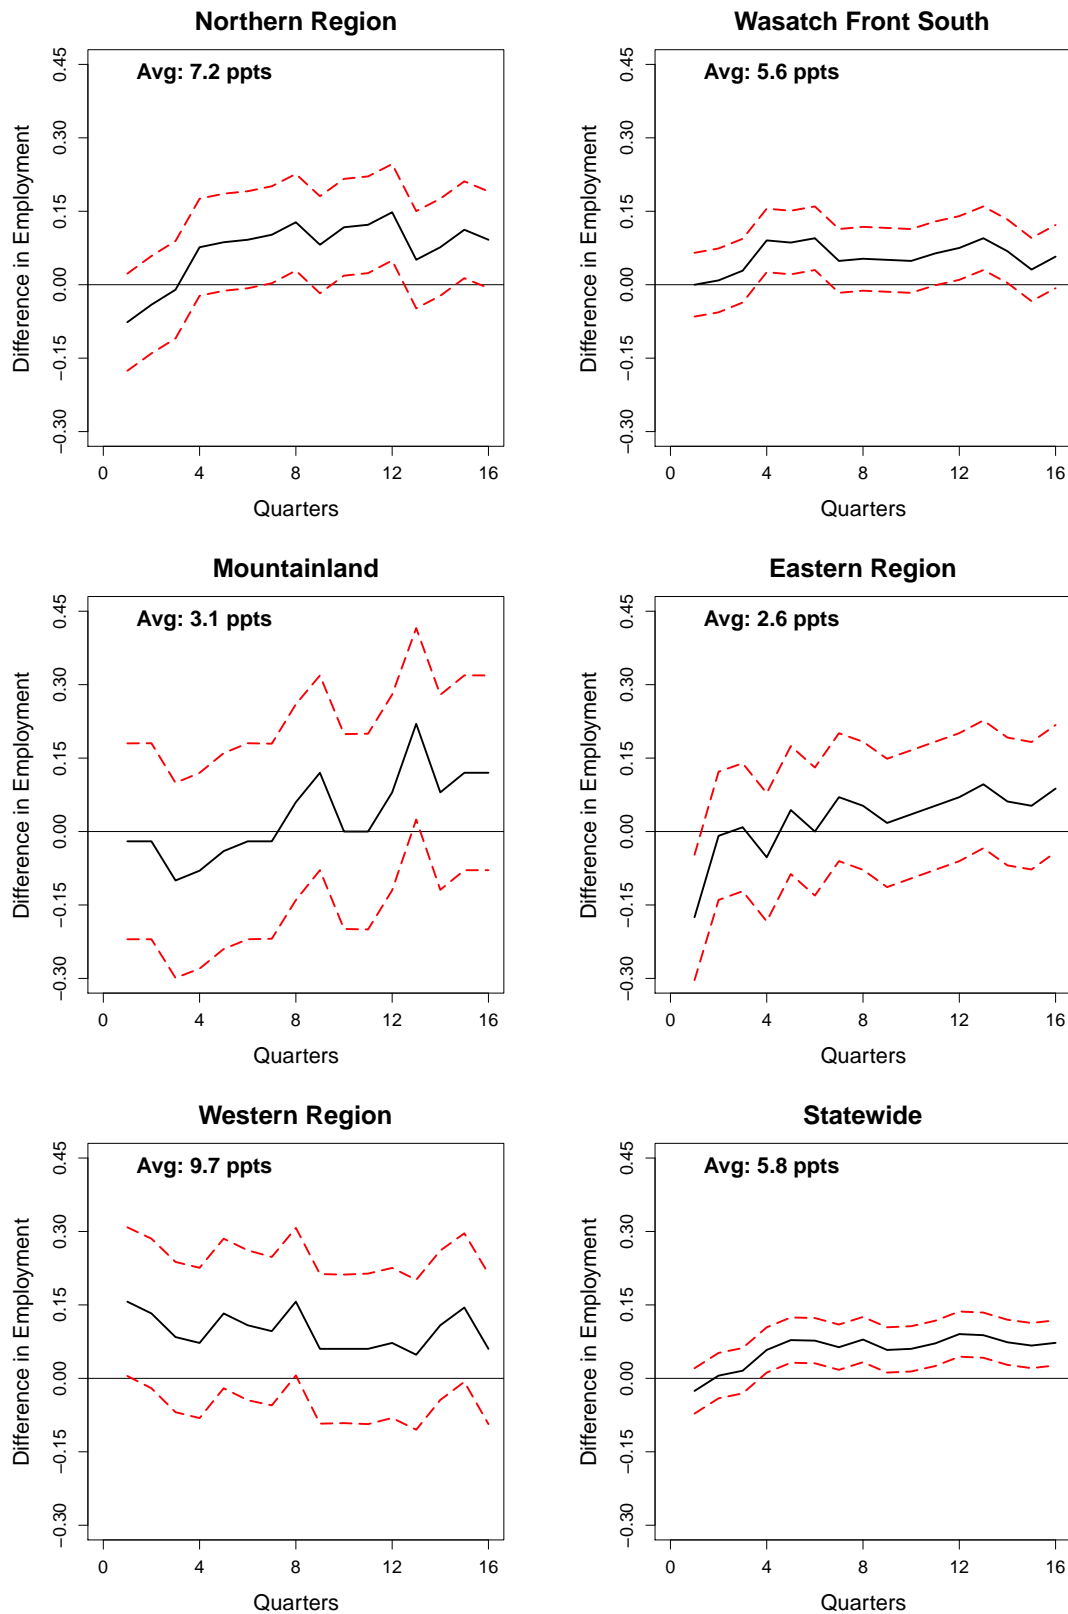 Northern Region
Avg: 7.2 ppts
Difference in Employment
0.45
0.30
0.15
0.00
−0.15
−0.30
0 4 8 12 16
Quarters
Wasatch Front South
Avg: 5.6 ppts
Difference in Employment
0.45
0.30
0.15
0.00
−0.15
−0.30
0 4 8 12 16
Quarters
Mountainland
Avg: 3.1 ppts
Difference in Employment
0.45
0.30
0.15
0.00
−0.15
−0.30
0 4 8 12 16
Quarters
Eastern Region
Avg: 2.6 ppts
Difference in Employment
0.45
0.30
0.15
0.00
−0.15
−0.30
0 4 8 12 16
Quarters
Western Region
Avg: 9.7 ppts
Difference in Employment
0.45
0.30
0.15
0.00
−0.15
−0.30
0 4 8 12 16
Quarters
Statewide
Avg: 5.8 ppts
Difference in Employment
0.45
0.30
0.15
0.00
−0.15
−0.30
0 4 8 12 16
Quarters